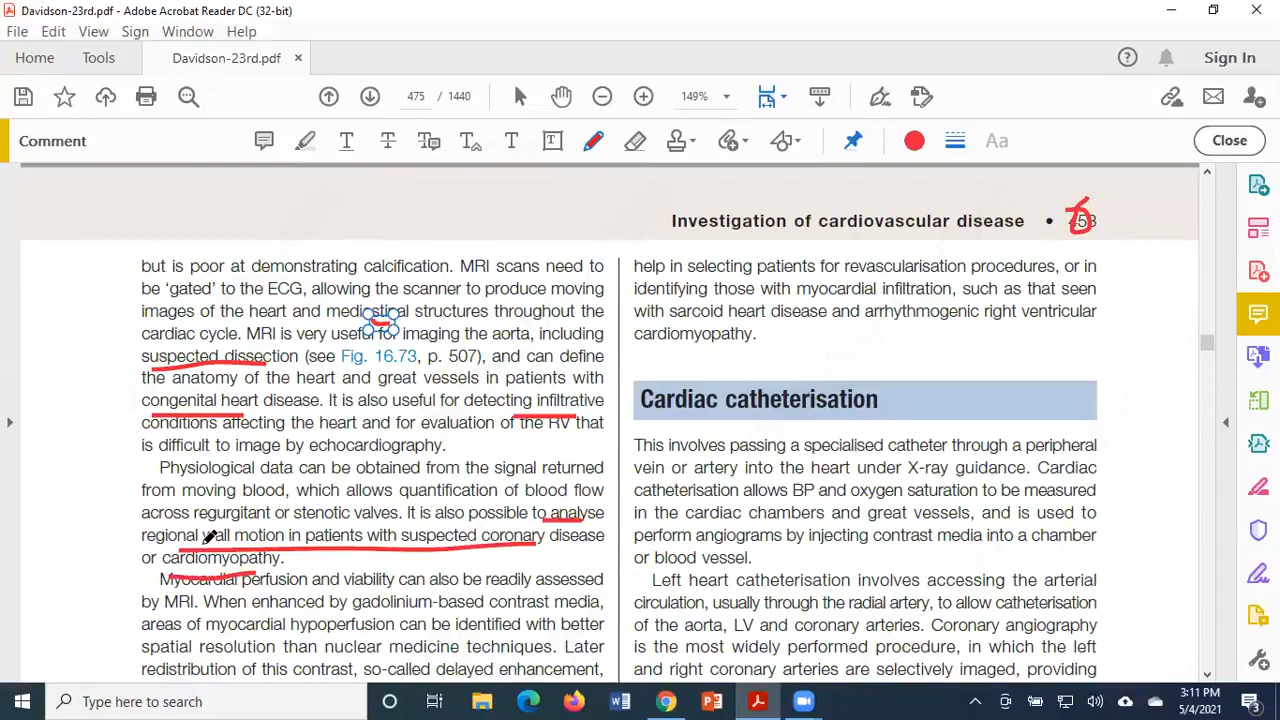 Davidson-23rd.pdf - Adobe Acrobat Reader DC (32-bit)
File Edit View Sign Window Help
Home Tools Davidson-23rd.pdf × Sign In
475 / 1440 149%
Comment Aa Close
Investigation of cardiovascular disease • 453
but is poor at demonstrating calcification. MRI scans need to
be ‘gated’ to the ECG, allowing the scanner to produce moving
images of the heart and mediastinal structures throughout the
cardiac cycle. MRI is very useful for imaging the aorta, including
suspected dissection (see Fig. 16.73, p. 507), and can define
the anatomy of the heart and great vessels in patients with
congenital heart disease. It is also useful for detecting infiltrative
conditions affecting the heart and for evaluation of the RV that
is difficult to image by echocardiography.
Physiological data can be obtained from the signal returned
from moving blood, which allows quantification of blood flow
across regurgitant or stenotic valves. It is also possible to analyse
regional wall motion in patients with suspected coronary disease
or cardiomyopathy.
Myocardial perfusion and viability can also be readily assessed
by MRI. When enhanced by gadolinium-based contrast media,
areas of myocardial hypoperfusion can be identified with better
spatial resolution than nuclear medicine techniques. Later
redistribution of this contrast, so-called delayed enhancement,
help in selecting patients for revascularisation procedures, or in
identifying those with myocardial infiltration, such as that seen
with sarcoid heart disease and arrhythmogenic right ventricular
cardiomyopathy.
Cardiac catheterisation
This involves passing a specialised catheter through a peripheral
vein or artery into the heart under X-ray guidance. Cardiac
catheterisation allows BP and oxygen saturation to be measured
in the cardiac chambers and great vessels, and is used to
perform angiograms by injecting contrast media into a chamber
or blood vessel.
Left heart catheterisation involves accessing the arterial
circulation, usually through the radial artery, to allow catheterisation
of the aorta, LV and coronary arteries. Coronary angiography
is the most widely performed procedure, in which the left
and right coronary arteries are selectively imaged, providing
Type here to search
3:11 PM
5/4/2021
3